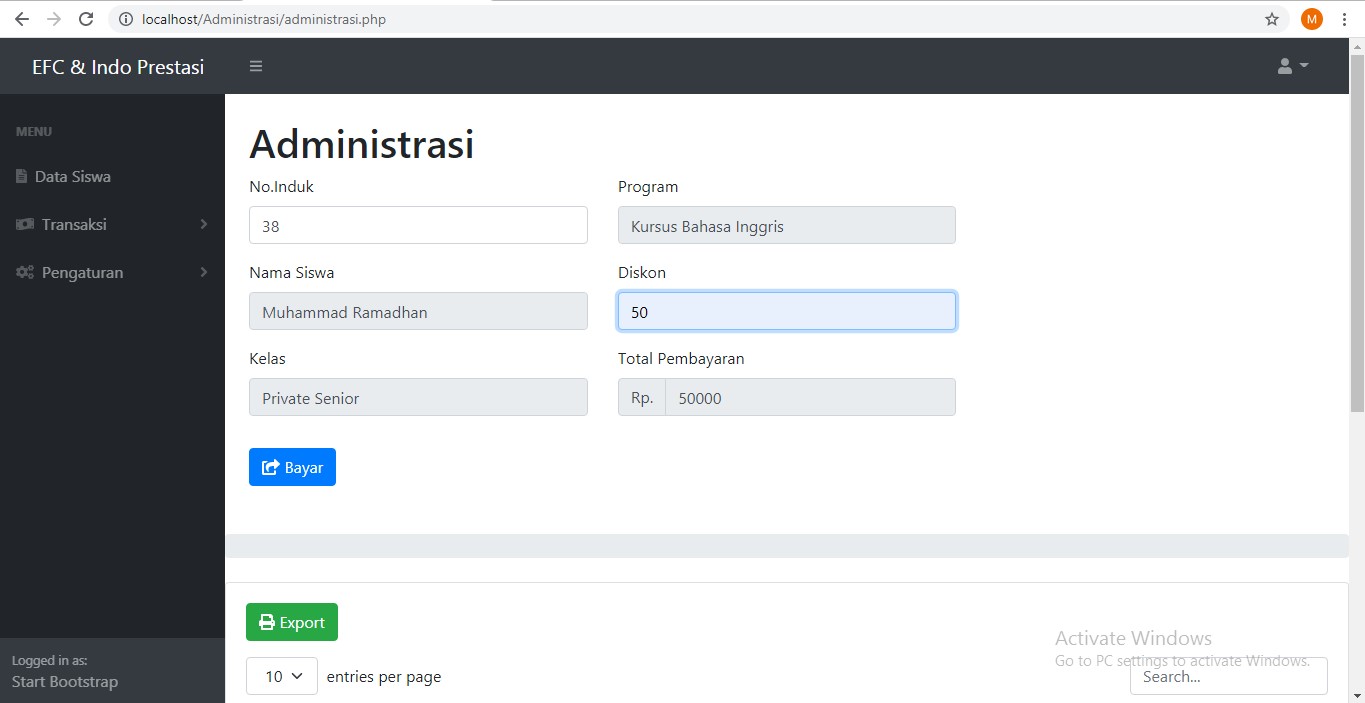 localhost/Administrasi/administrasi.php
M
EFC & Indo Prestasi
MENU
Data Siswa
Transaksi
Pengaturan
Logged in as:
Start Bootstrap
Administrasi
No.Induk
38
Program
Kursus Bahasa Inggris
Nama Siswa
Muhammad Ramadhan
Diskon
50
Kelas
Private Senior
Total Pembayaran
Rp. 50000
Bayar
Export
10 entries per page
Search...
Activate Windows
Go to PC settings to activate Windows.